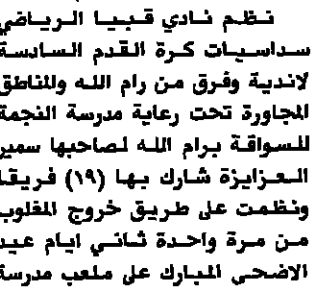 نظم نادي قبيا الرياضي
سداسيات كرة القدم السادسة
لاندية وفرق من رام الله والمناطق
المجاورة تحت رعاية مدرسة النجمة
للسواقة برام الله لصاحبها سمير
العزايزة شارك بها (١٩) فريقا
ونظمت على طريق خروج المغلوب
من مرة واحدة ثاني ايام عيد
الاضحى المبارك على ملعب مدرسة